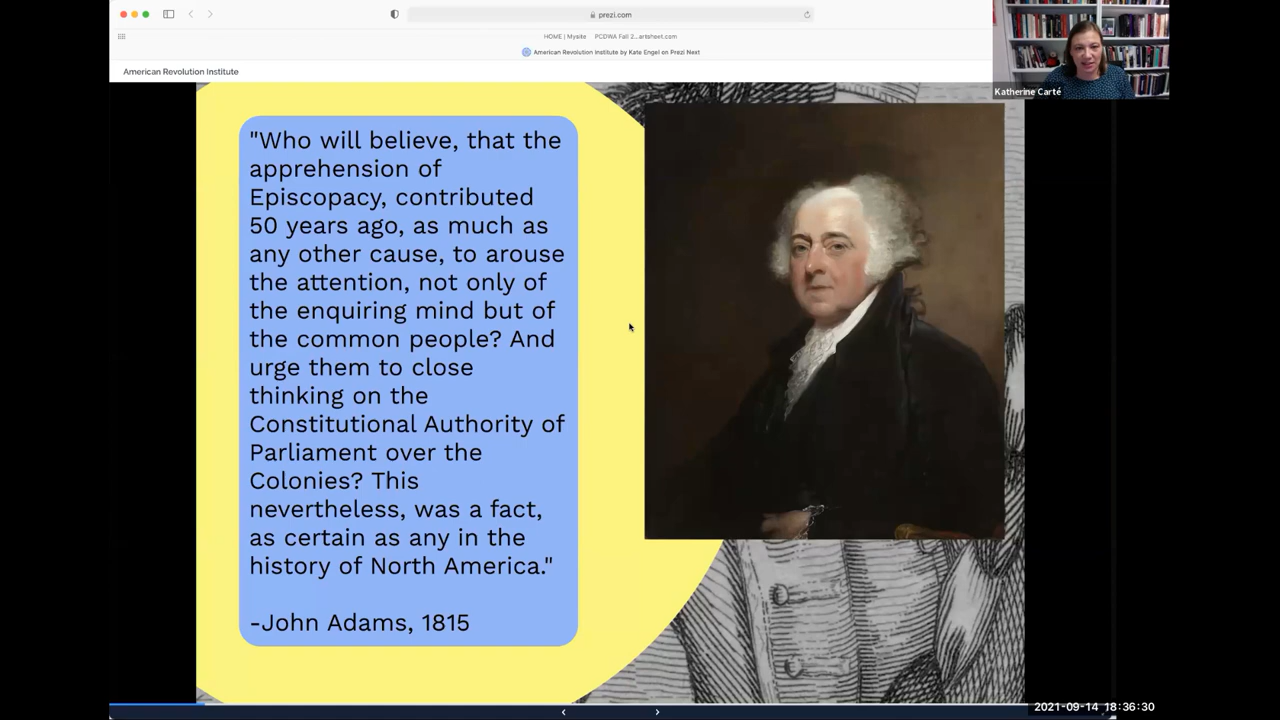 prezi.com
HOME | Mysite PCDWA Fall 2...artsheet.com
American Revolution Institute by Kate Engel on Prezi Next
American Revolution Institute
Katherine Carté
"Who will believe, that the
apprehension of
Episcopacy, contributed
50 years ago, as much as
any other cause, to arouse
the attention, not only of
the enquiring mind but of
the common people? And
urge them to close
thinking on the
Constitutional Authority of
Parliament over the
Colonies? This
nevertheless, was a fact,
as certain as any in the
history of North America."
-John Adams, 1815
2021-09-14 18:36:30